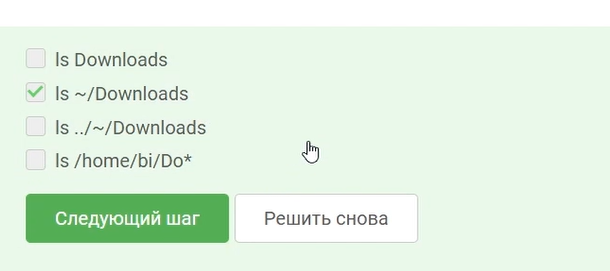 ls Downloads
ls ~/Downloads
ls ../~/Downloads
ls /home/bi/Do*
Следующий шаг Решить снова